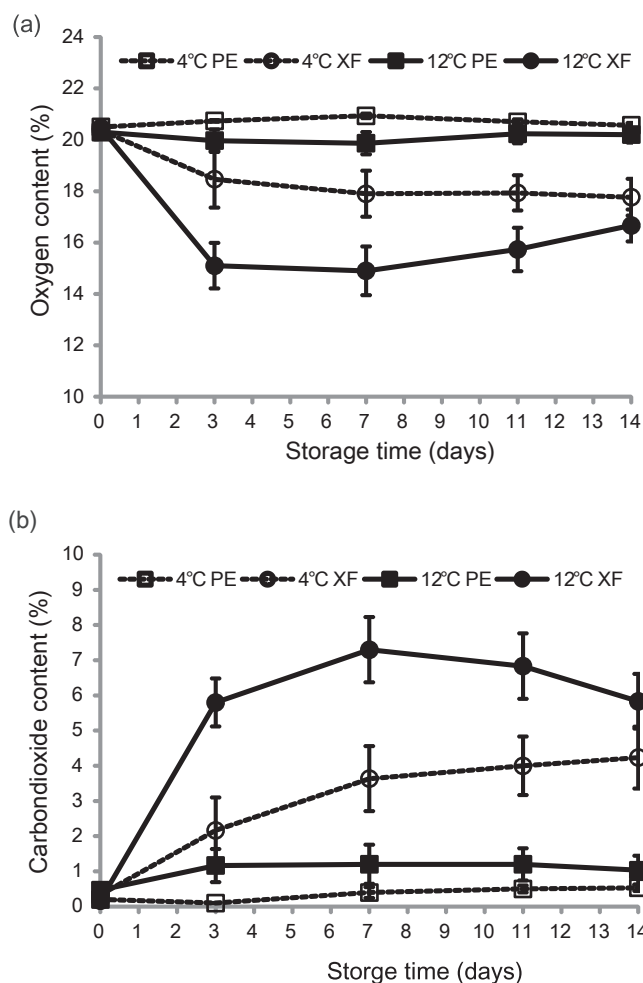 (a)
24
22
20
18
16
14
12
10
4°C PE 4°C XF 12°C PE 12°C XF
Oxygen content (%)
0 1 2 3 4 5 6 7 8 9 10 11 12 13 14
Storage time (days)
(b)
10
9
8
7
6
5
4
3
2
1
0
4°C PE 4°C XF 12°C PE 12°C XF
Carbondioxide content (%)
0 1 2 3 4 5 6 7 8 9 10 11 12 13 14
Storge time (days)